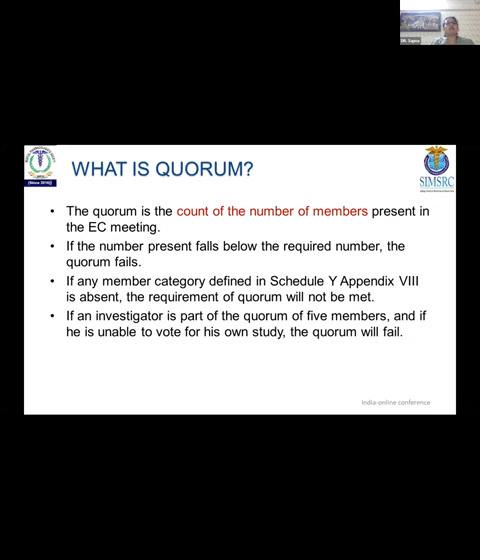 DR. Sapna
WHAT IS QUORUM?
(Since 2016)
SIMSRC
• The quorum is the count of the number of members present in
the EC meeting.
• If the number present falls below the required number, the
quorum fails.
• If any member category defined in Schedule Y Appendix VIII
is absent, the requirement of quorum will not be met.
• If an investigator is part of the quorum of five members, and if
he is unable to vote for his own study, the quorum will fail.
India-online conference